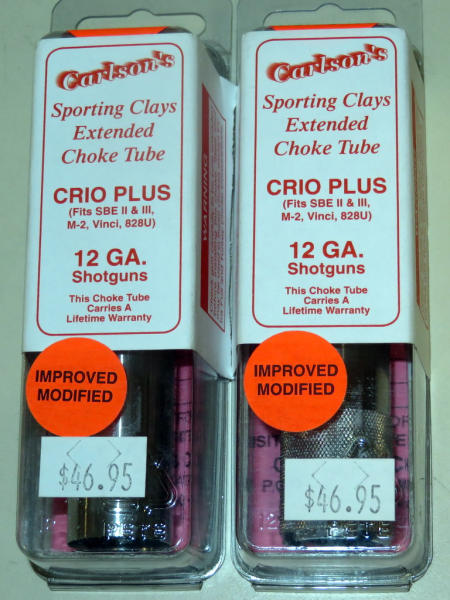 Carlson's
Sporting Clays
Extended
Choke Tube
CRIO PLUS
(Fits SBE II & III,
M-2, Vinci, 828U)
12 GA.
Shotguns
This Choke Tube
Carries A
Lifetime Warranty
WARNING
IMPROVED
MODIFIED
$46.95
Carlson's
Sporting Clays
Extended
Choke Tube
CRIO PLUS
(Fits SBE II & III,
M-2, Vinci, 828U)
12 GA.
Shotguns
This Choke Tube
Carries A
Lifetime Warranty
IMPROVED
MODIFIED
$46.95